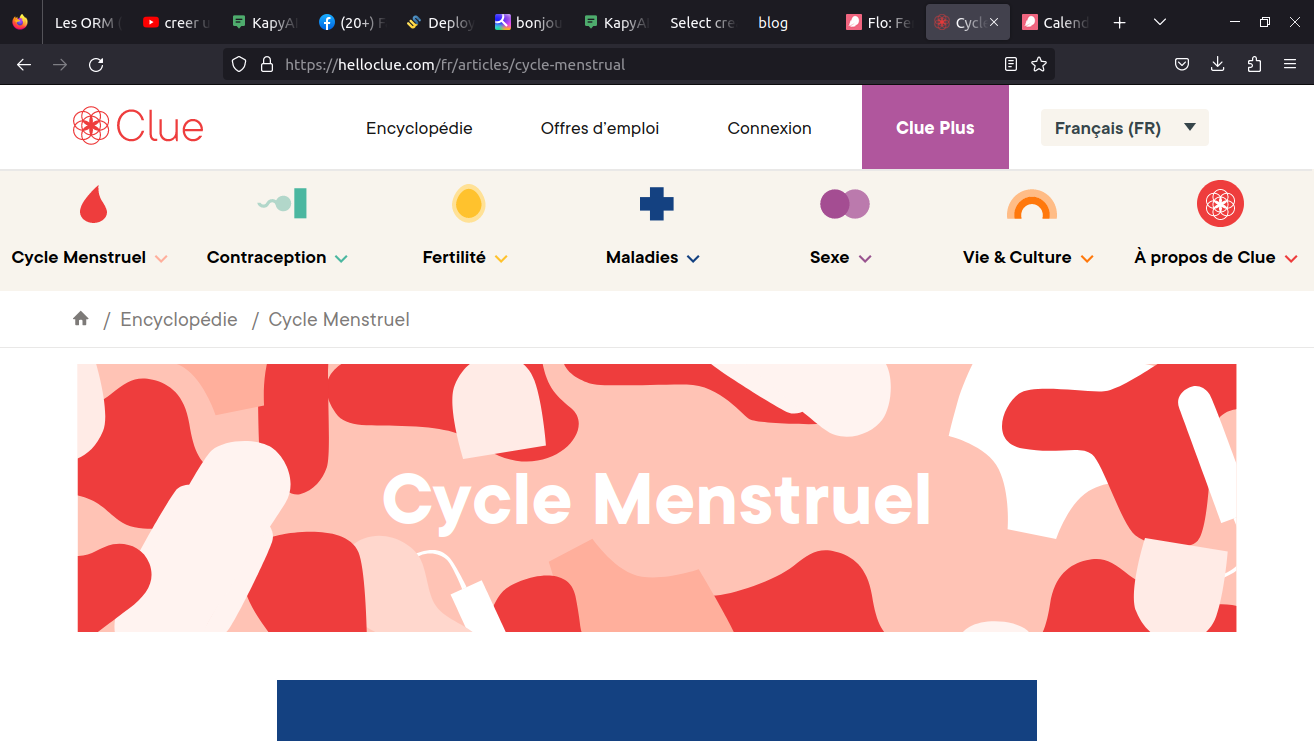 Les ORM (
creer u
KapyA
(20+) F
Deploy
bonjou
KapyA
Select cre
blog
Flo: Fe
Cycle
Calend
https://helloclue.com/fr/articles/cycle-menstrual
Clue
Encyclopédie
Offres d’emploi
Connexion
Clue Plus
Français (FR)
Cycle Menstruel
Contraception
Fertilité
Maladies
Sexe
Vie & Culture
À propos de Clue
/ Encyclopédie / Cycle Menstruel
Cycle Menstruel